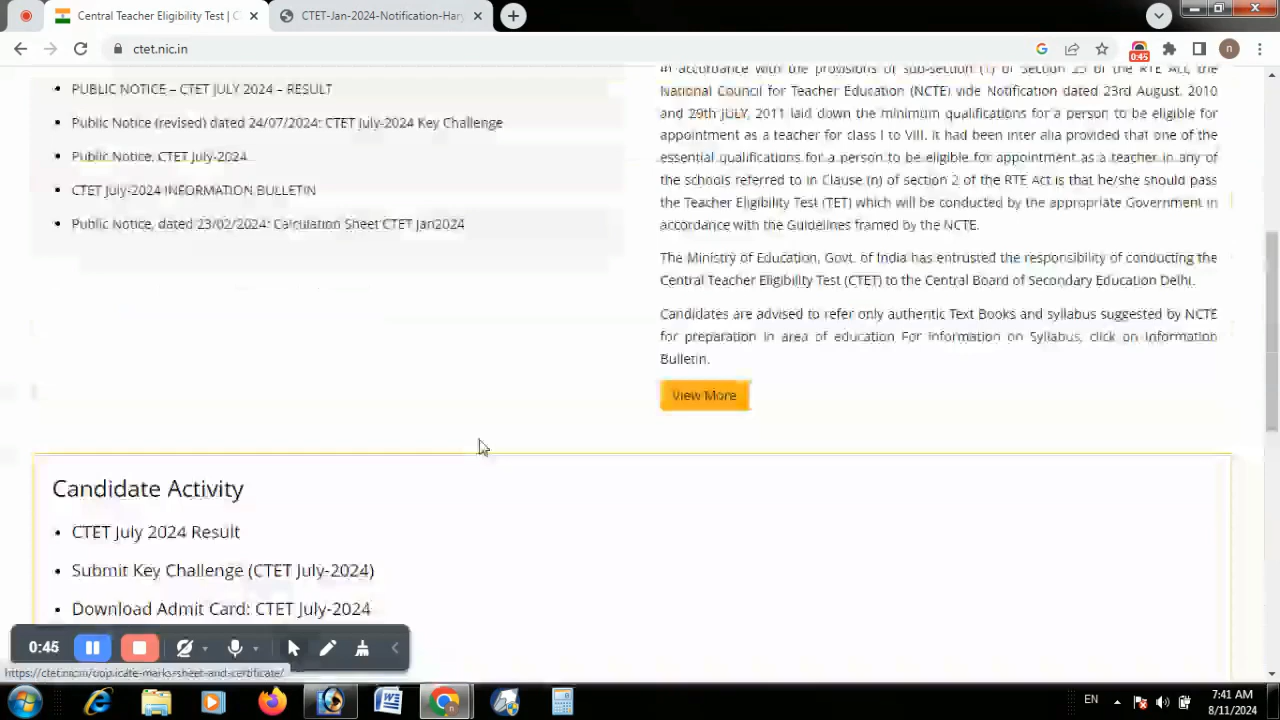 Central Teacher Eligibility Test | C
CTET-Jan-2024-Notification-Har
ctet.nic.in
0:45
n
PUBLIC NOTICE – CTET JULY 2024 – RESULT
Public Notice (revised) dated 24/07/2024: CTET July-2024 Key Challenge
Public Notice, CTET July-2024
CTET July-2024 INFORMATION BULLETIN
Public Notice, dated 23/02/2024: Calculation Sheet CTET Jan2024
In accordance with the provisions of sub-section (1) of Section 23 of the RTE Act, the
National Council for Teacher Education (NCTE) vide Notification dated 23rd August, 2010
and 29th JULY, 2011 laid down the minimum qualifications for a person to be eligible for
appointment as a teacher for class I to VIII. It had been inter alia provided that one of the
essential qualifications for a person to be eligible for appointment as a teacher in any of
the schools referred to in Clause (n) of section 2 of the RTE Act is that he/she should pass
the Teacher Eligibility Test (TET) which will be conducted by the appropriate Government in
accordance with the Guidelines framed by the NCTE.
The Ministry of Education, Govt. of India has entrusted the responsibility of conducting the
Central Teacher Eligibility Test (CTET) to the Central Board of Secondary Education Delhi.
Candidates are advised to refer only authentic Text Books and syllabus suggested by NCTE
for preparation in area of education For Information on Syllabus, click on Information
Bulletin.
View More
Candidate Activity
CTET July 2024 Result
Submit Key Challenge (CTET July-2024)
Download Admit Card: CTET July-2024
0:45
https://ctet.nic.in/duplicate-marks-sheet-and-certificate/
EN
7:41 AM
8/11/2024